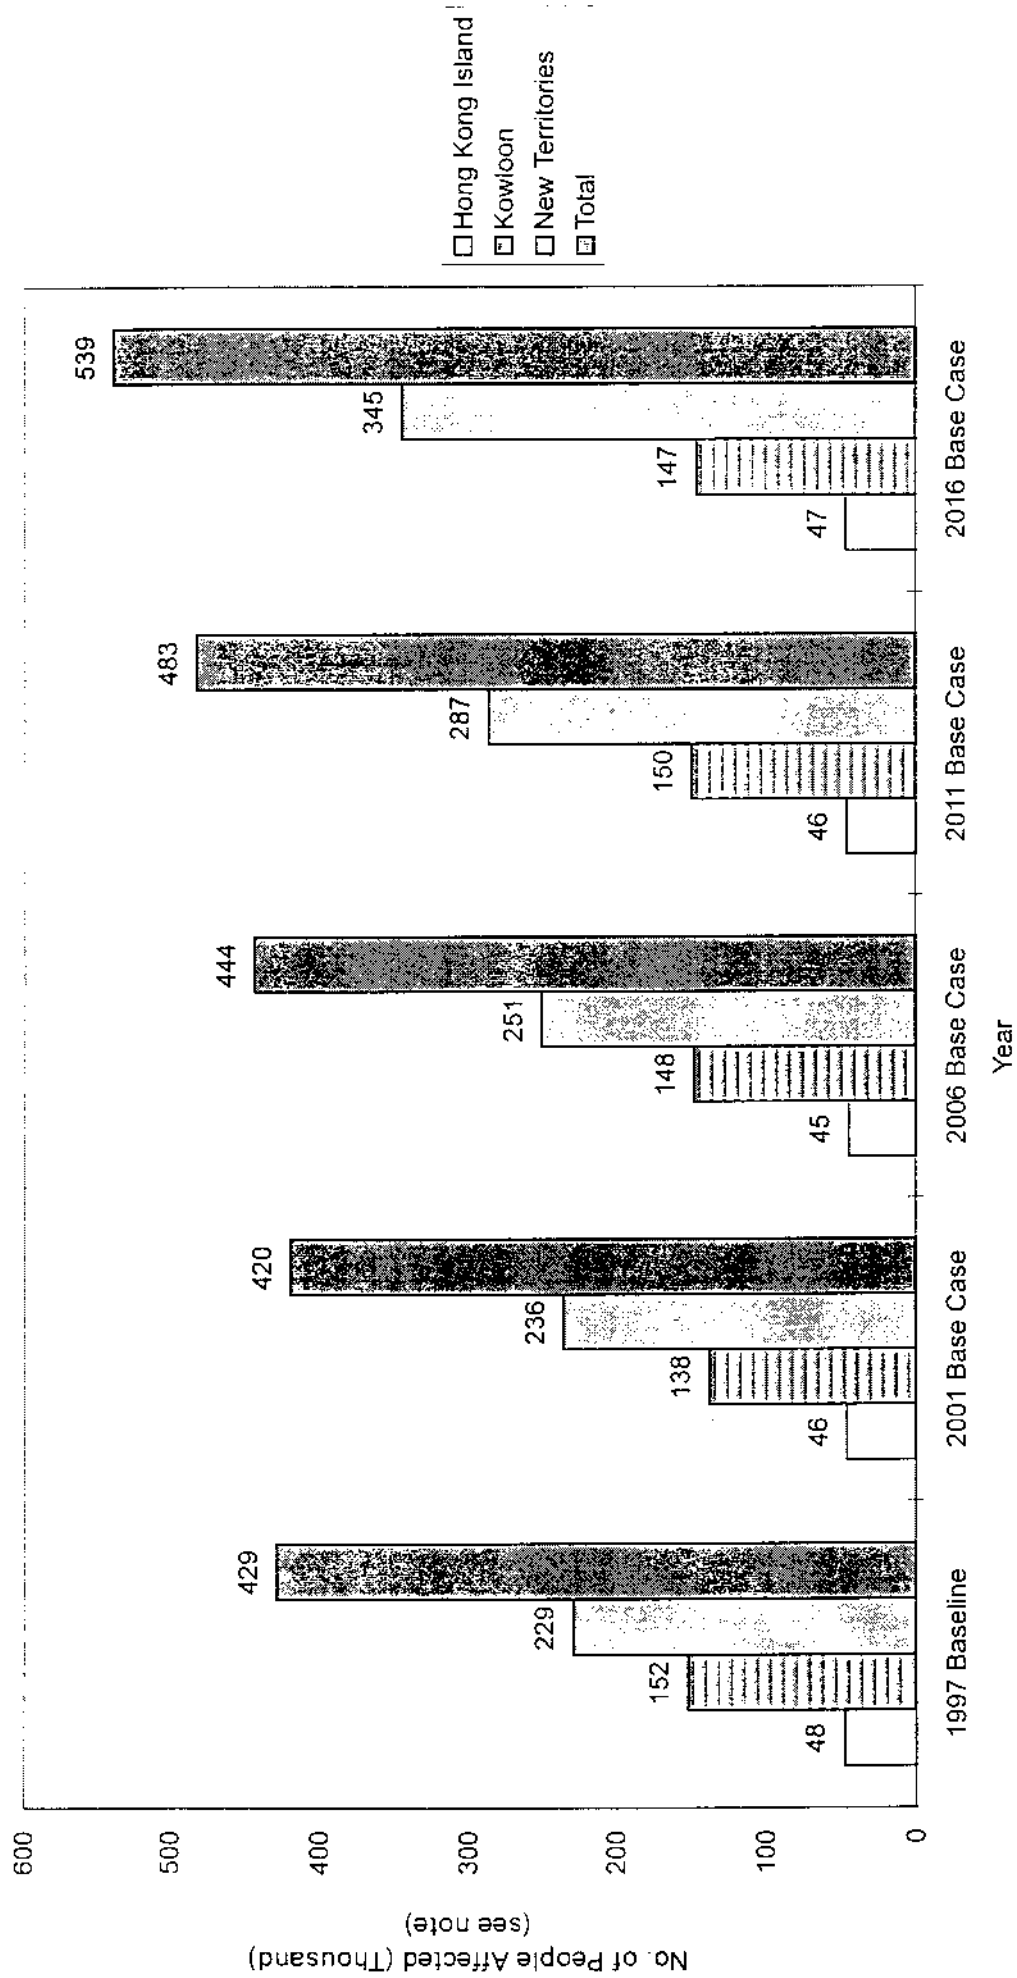 No. of People Affected (Thousand)
(see note)
600
500
400
300
200
100
0
48
152
229
429
46
138
236
420
45
148
251
444
46
150
287
483
47
147
345
539
1997 Baseline
2001 Base Case
2006 Base Case
2011 Base Case
2016 Base Case
Year
Hong Kong Island
Kowloon
New Territories
Total